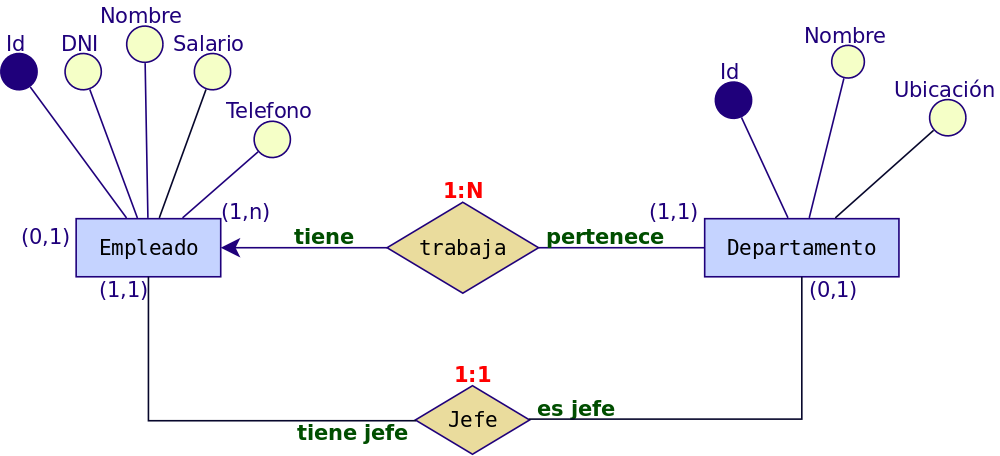 Nombre
Id
DNI
Salario
Telefono
Nombre
Id
Ubicación
1:N
(0,1)
(1,n)
(1,1)
Empleado
tiene
trabaja
pertenece
Departamento
(1,1)
(0,1)
1:1
tiene jefe
Jefe
es jefe